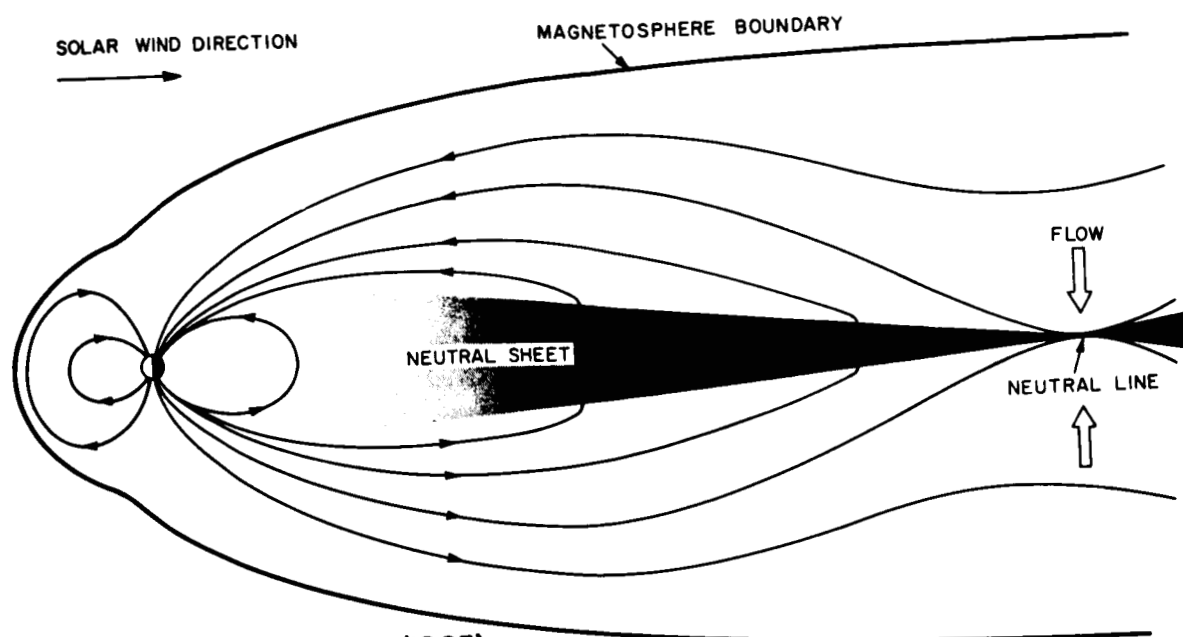 SOLAR WIND DIRECTION
MAGNETOSPHERE BOUNDARY
FLOW
NEUTRAL SHEET
NEUTRAL LINE